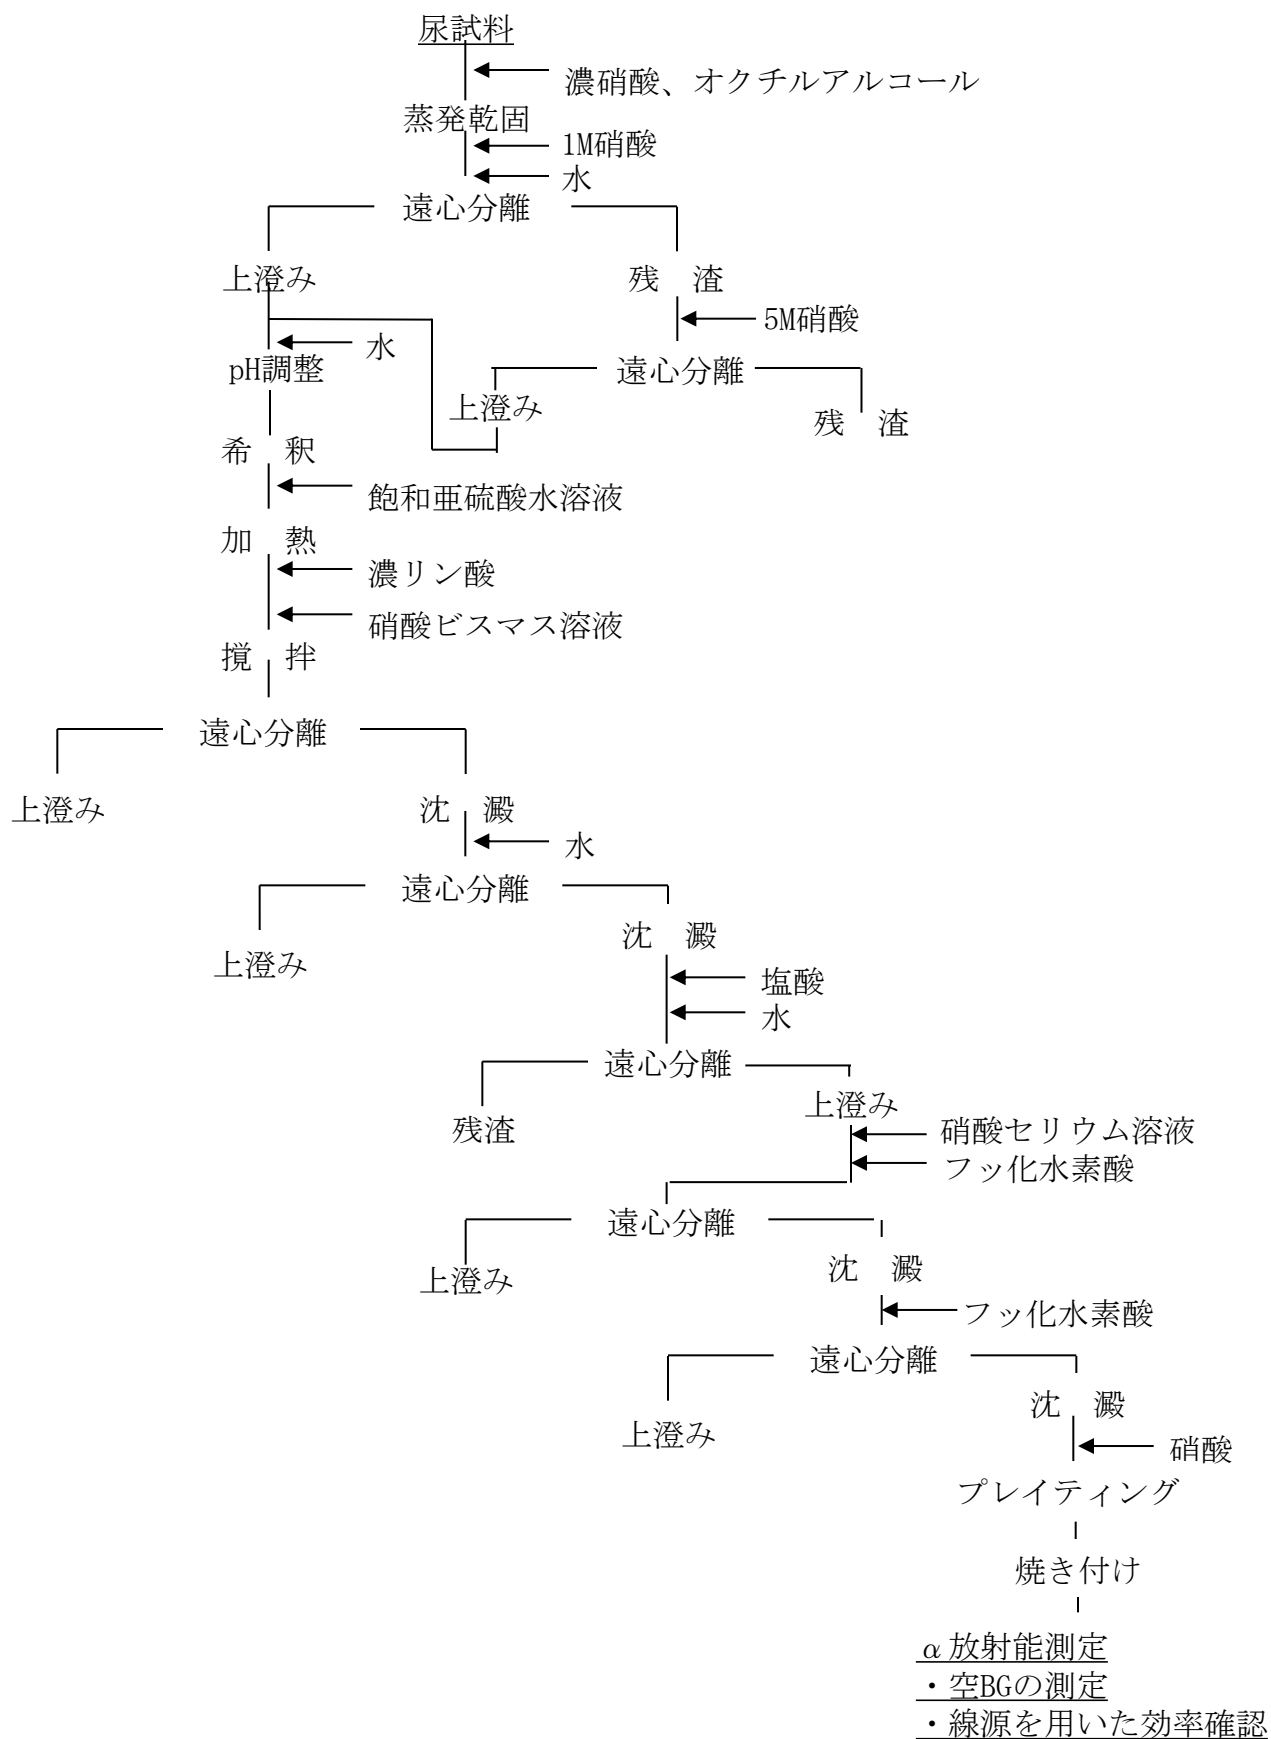 尿試料
濃硝酸、オクチルアルコール
蒸発乾固
1M硝酸
水
遠心分離
上澄み
残　渣
5M硝酸
水
pH調整
遠心分離
上澄み
残　渣
希　釈
飽和亜硫酸水溶液
加　熱
濃リン酸
硝酸ビスマス溶液
撹　拌
遠心分離
上澄み
沈　澱
水
遠心分離
上澄み
沈　澱
塩酸
水
遠心分離
残渣
上澄み
硝酸セリウム溶液
フッ化水素酸
遠心分離
上澄み
沈　澱
フッ化水素酸
遠心分離
上澄み
沈　澱
硝酸
プレイティング
焼き付け
α放射能測定
・空BGの測定
・線源を用いた効率確認